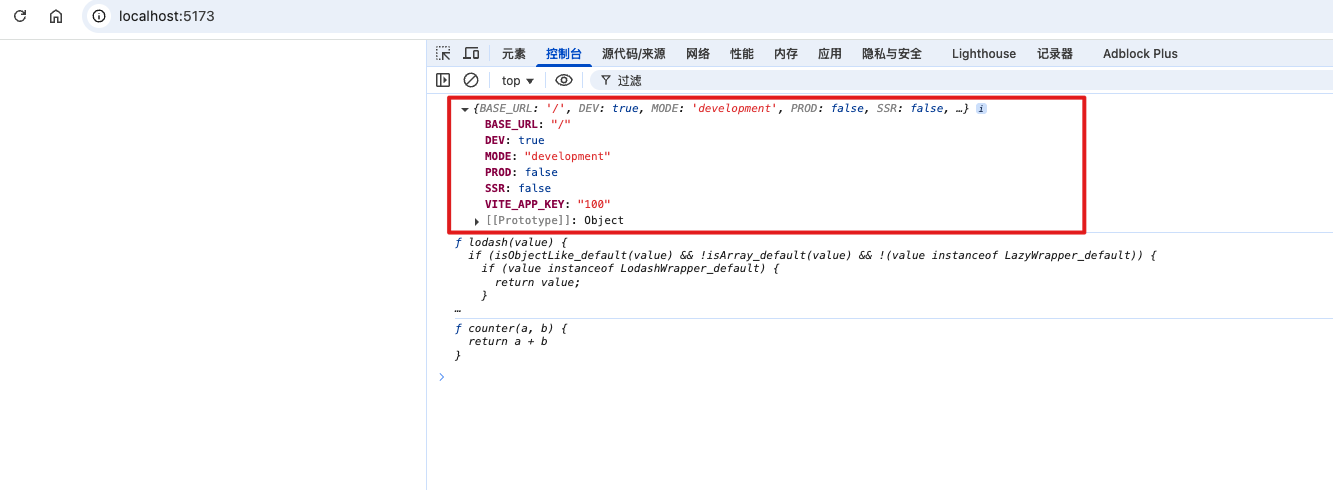 localhost:5173
元素 控制台 源代码/来源 网络 性能 内存 应用 隐私与安全 Lighthouse 记录器 Adblock Plus
top 过滤
{BASE_URL: '/', DEV: true, MODE: 'development', PROD: false, SSR: false, …} i
BASE_URL: "/"
DEV: true
MODE: "development"
PROD: false
SSR: false
VITE_APP_KEY: "100"
[[Prototype]]: Object
ƒ lodash(value) {
if (isObjectLike_default(value) && !isArray_default(value) && !(value instanceof LazyWrapper_default)) {
if (value instanceof LodashWrapper_default) {
return value;
}
…
ƒ counter(a, b) {
return a + b
}